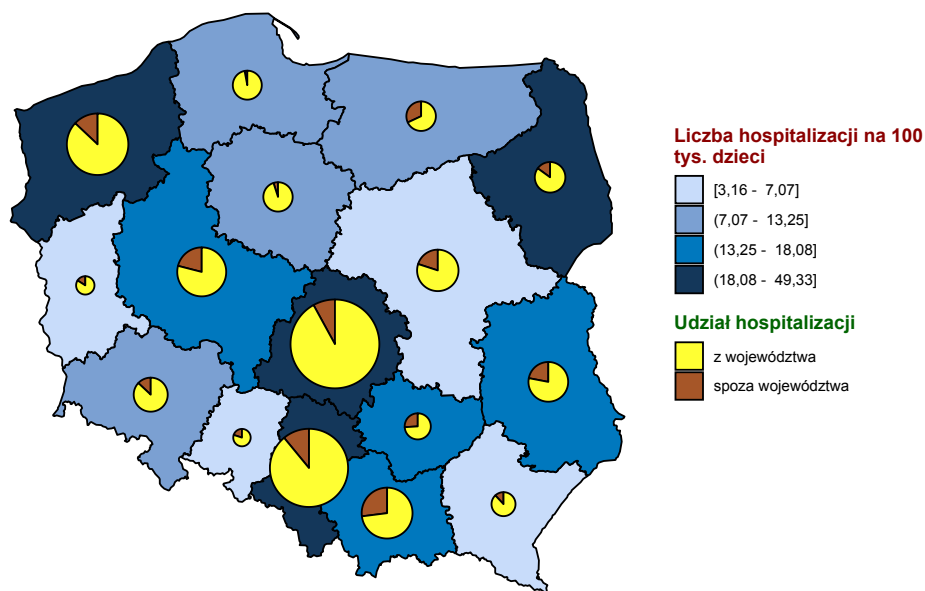 Liczba hospitalizacji na 100
tys. dzieci
[3,16 - 7,07]
(7,07 - 13,25]
(13,25 - 18,08]
(18,08 - 49,33]
Udział hospitalizacji
z województwa
spoza województwa